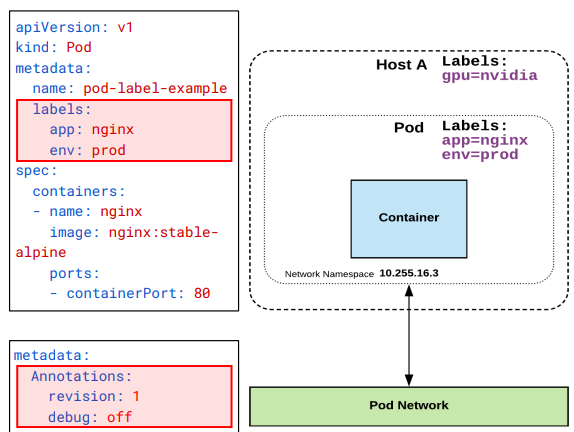 apiVersion: v1
kind: Pod
metadata:
  name: pod-label-example
  labels:
    app: nginx
    env: prod
spec:
  containers:
  - name: nginx
    image: nginx:stable-
alpine
    ports:
    - containerPort: 80
metadata:
  Annotations:
    revision: 1
    debug: off
Host A
Labels:
gpu=nvidia
Pod
Labels:
app=nginx
env=prod
Container
Network Namespace 10.255.16.3
Pod Network